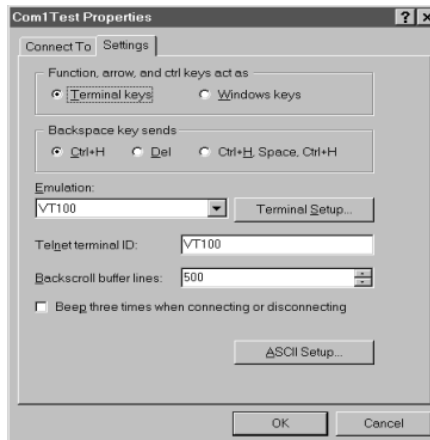 Com1Test Properties
Connect To Settings
Function, arrow, and ctrl keys act as
Terminal keys Windows keys
Backspace key sends
Ctrl+H Del Ctrl+H, Space, Ctrl+H
Emulation:
VT100 Terminal Setup...
Telnet terminal ID: VT100
Backscroll buffer lines: 500
Beep three times when connecting or disconnecting
ASCII Setup...
OK Cancel